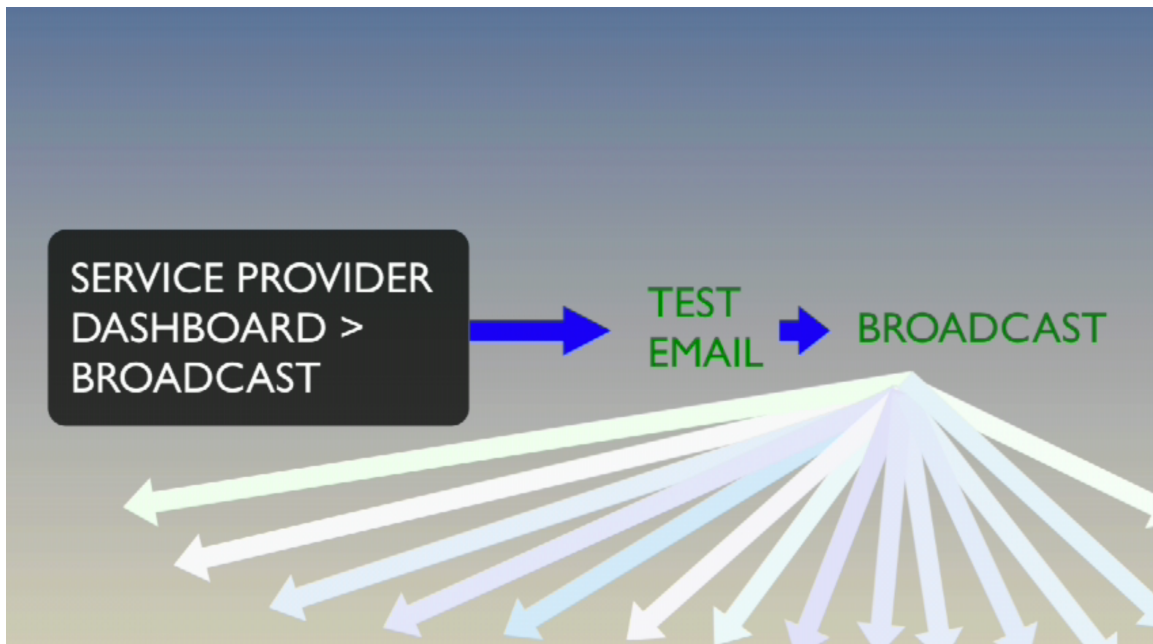 SERVICE PROVIDER
DASHBOARD >
BROADCAST
TEST
EMAIL
BROADCAST